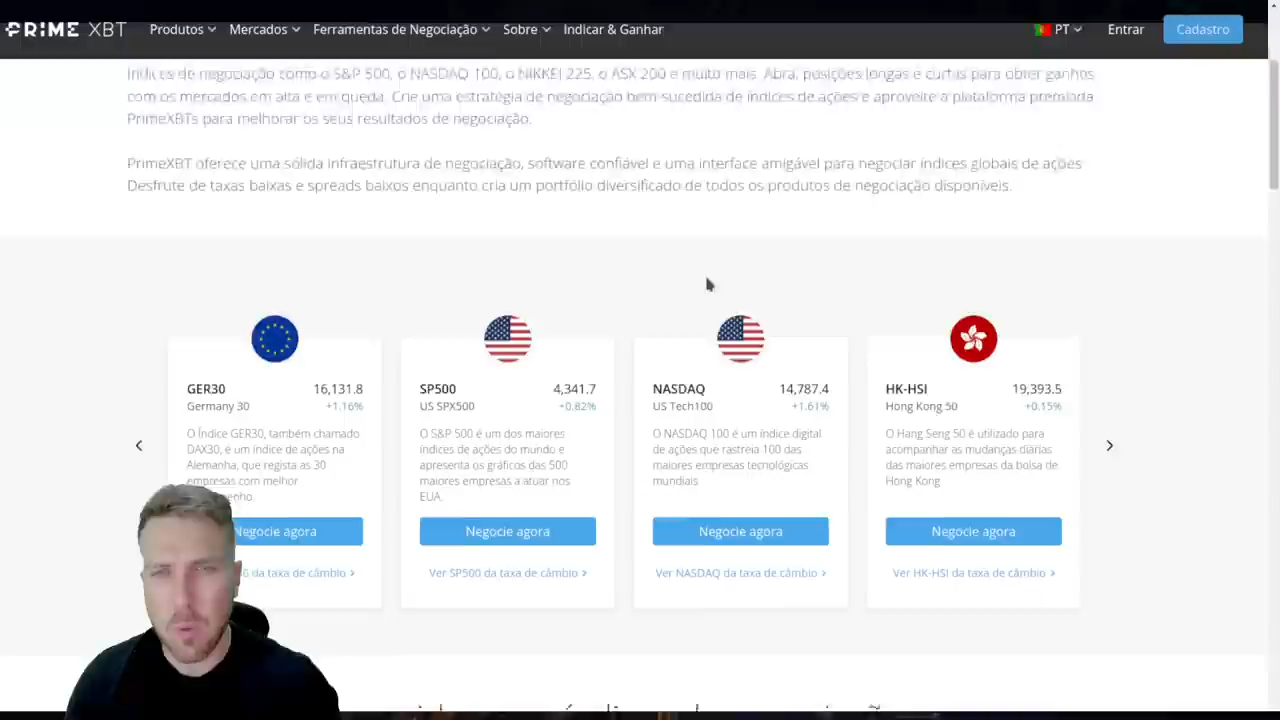 PRIME XBT
Produtos
Mercados
Ferramentas de Negociação
Sobre
Indicar & Ganhar
PT
Entrar
Cadastro
Índices de negociação como o S&P 500, o NASDAQ 100, o NIKKEI 225, o ASX 200 e muito mais. Abra, posições longas e curtas para obter ganhos
com os mercados em alta e em queda. Crie uma estratégia de negociação bem-sucedida de índices de ações e aproveite a plataforma premiada
PrimeXBTs para melhorar os seus resultados de negociação.
PrimeXBT oferece uma sólida infraestrutura de negociação, software confiável e uma interface amigável para negociar índices globais de ações
Desfrute de taxas baixas e spreads baixos enquanto cria um portfólio diversificado de todos os produtos de negociação disponíveis.
GER30 16,131.8
Germany 30 +1.16%
O Índice GER30, também chamado
DAX30, é um índice de ações na
Alemanha, que regista as 30
empresas com melhor
Negocie agora
da taxa de câmbio >
SP500 4,341.7
US SPX500 +0.82%
O S&P 500 é um dos maiores
índices de ações do mundo e
apresenta os gráficos das 500
maiores empresas a atuar nos
EUA.
Negocie agora
Ver SP500 da taxa de câmbio >
NASDAQ 14,787.4
US Tech100 +1.61%
O NASDAQ 100 é um índice digital
de ações que rastreia 100 das
maiores empresas tecnológicas
mundiais
Negocie agora
Ver NASDAQ da taxa de câmbio >
HK-HSI 19,393.5
Hong Kong 50 +0.15%
O Hang Seng 50 é utilizado para
acompanhar as mudanças diárias
das maiores empresas da bolsa de
Hong Kong
Negocie agora
Ver HK-HSI da taxa de câmbio >